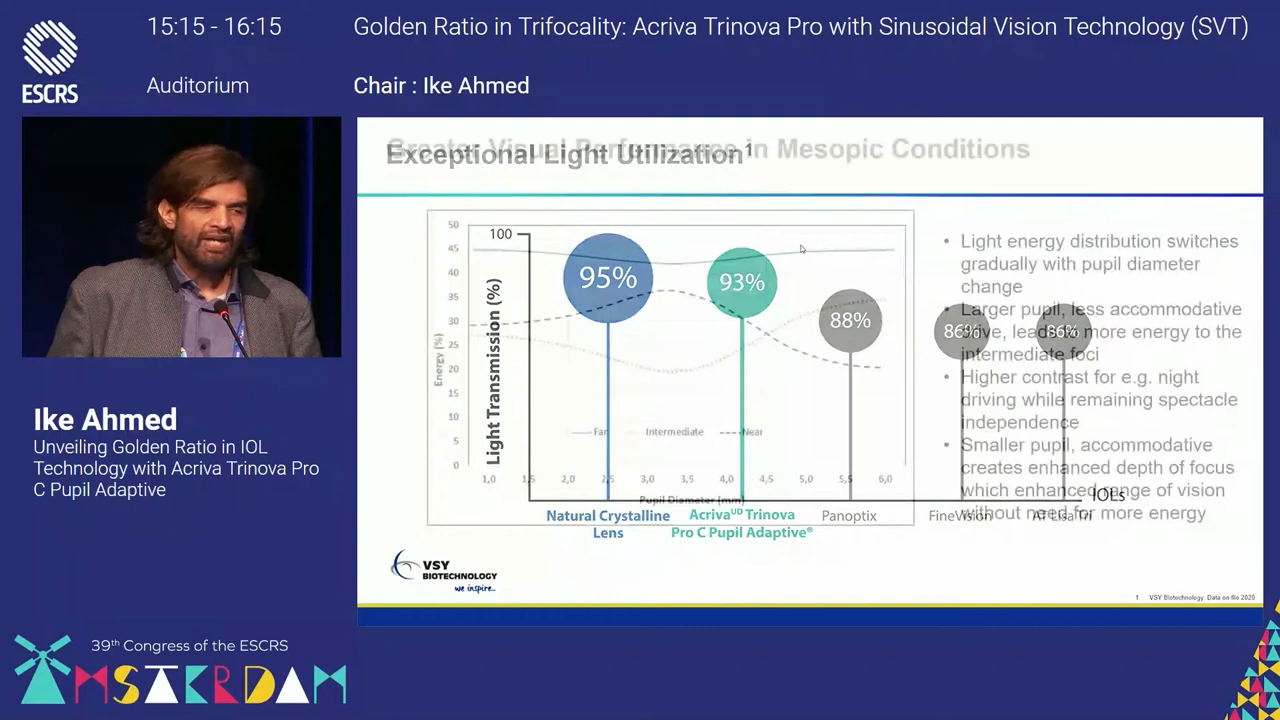 15:15 - 16:15
Golden Ratio in Trifocality: Acriva Trinova Pro with Sinusoidal Vision Technology (SVT)
ESCRS
Auditorium
Chair : Ike Ahmed
Ike Ahmed
Unveiling Golden Ratio in IOL
Technology with Acriva Trinova Pro
C Pupil Adaptive
39th Congress of the ESCRS
AMSTERDAM
Greater Visual Performance in Mesopic Conditions
Exceptional Light Utilization1
50
45
40
35
30
25
20
15
10
5
0
Energy (%)
100
Light Transmission (%)
95%
93%
88%
86%
86%
Far
Intermediate
Near
1,0
1,5
2,0
2,5
3,0
3,5
4,0
4,5
5,0
5,5
6,0
Pupil Diameter (mm)
IOLs
Natural Crystalline
Lens
AcrivaUD Trinova
Pro C Pupil Adaptive®
Panoptix
FineVision
AT Lisa Tri
• Light energy distribution switches
gradually with pupil diameter
change
• Larger pupil, less accommodative
drive, leads more energy to the
intermediate foci
• Higher contrast for e.g. night
driving while remaining spectacle
independence
• Smaller pupil, accommodative
creates enhanced depth of focus
which enhanced range of vision
without need for more energy
VSY
BIOTECHNOLOGY
we inspire...
1 VSY Biotechnology. Data on file 2020